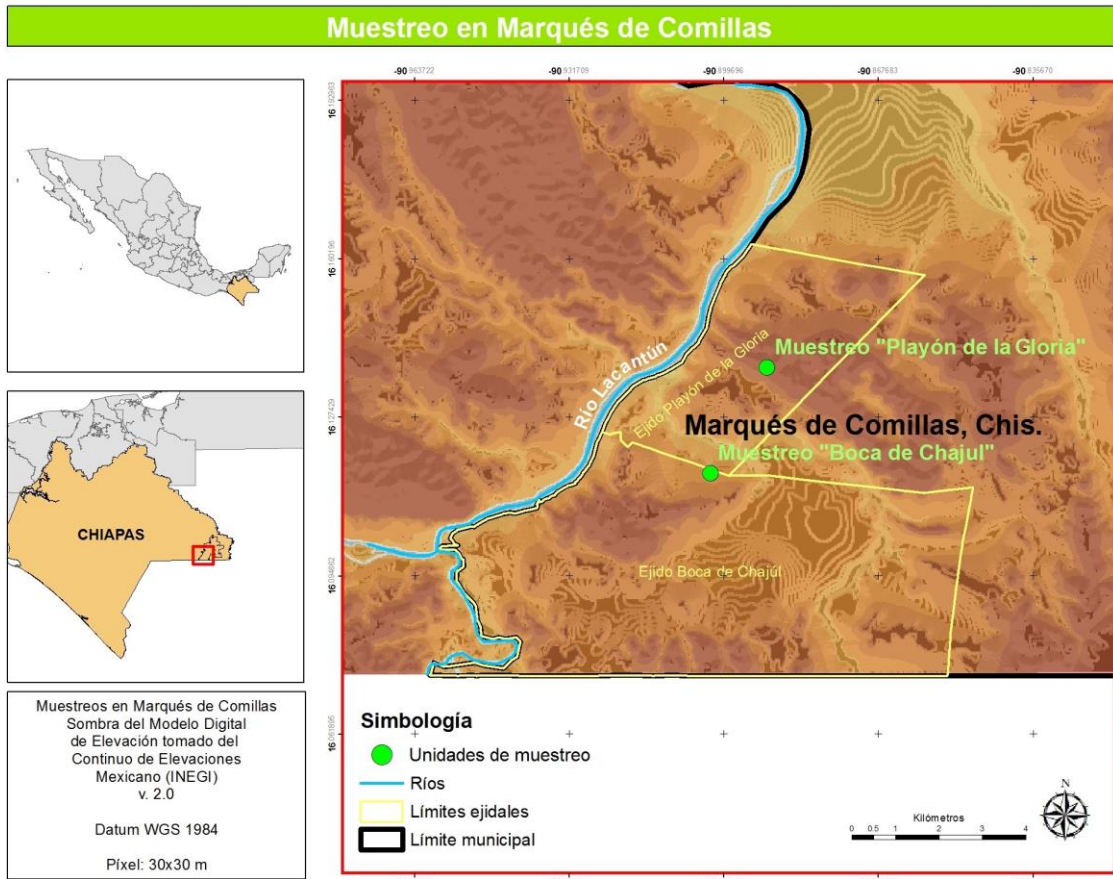 Muestreo en Marqués de Comillas
-90.963722
-90.931709
-90.899696
-90.867683
-90.835670
16.192963
16.160196
16.127429
16.094662
16.061895
Río Lacantún
Ejido Playón de la Gloria
Muestreo "Playón de la Gloria"
Marqués de Comillas, Chis.
Muestreo "Boca de Chajul"
Ejido Boca de Chajúl
CHIAPAS
Muestreos en Marqués de Comillas
Sombra del Modelo Digital
de Elevación tomado del
Continuo de Elevaciones
Mexicano (INEGI)
v. 2.0
Datum WGS 1984
Píxel: 30x30 m
Simbología
Unidades de muestreo
Ríos
Límites ejidales
Límite municipal
Kilómetros
0 0.5 1 2 3 4
N